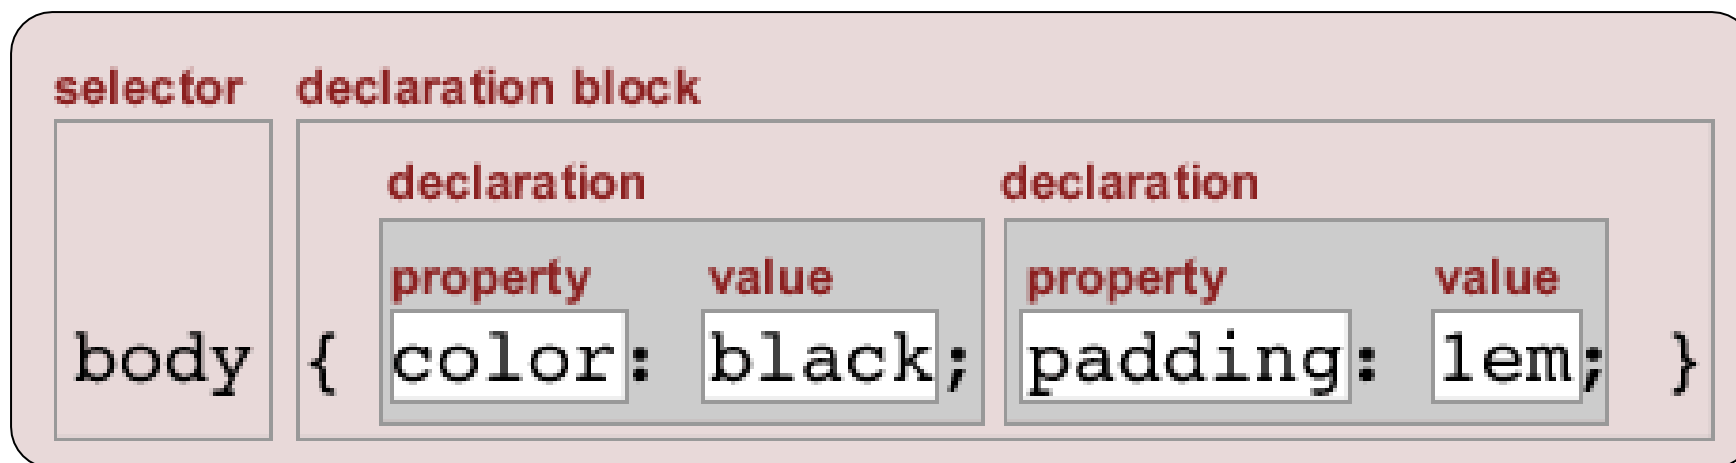 selector declaration block
declaration declaration
property value property value
body { color: black; padding: 1em; }